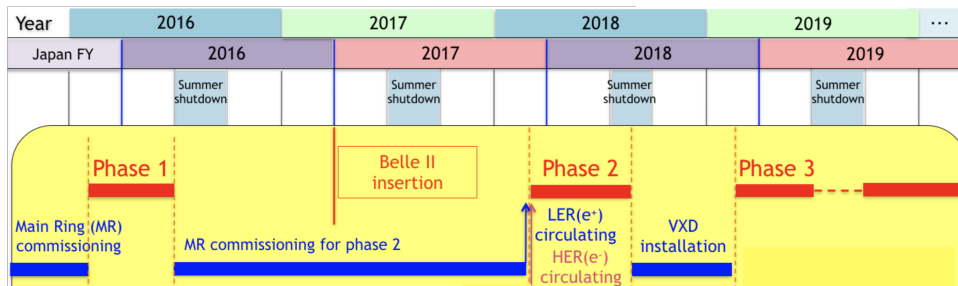 Year 2016 2017 2018 2019 ...
Japan FY 2016 2017 2018 2019
Summer Summer Summer Summer
shutdown shutdown shutdown shutdown
Phase 1 Belle II Phase 2 Phase 3
insertion
Main Ring (MR)
commissioning
MR commissioning for phase 2
LER(e⁺)
circulating
HER(e⁻)
circulating
VXD
installation